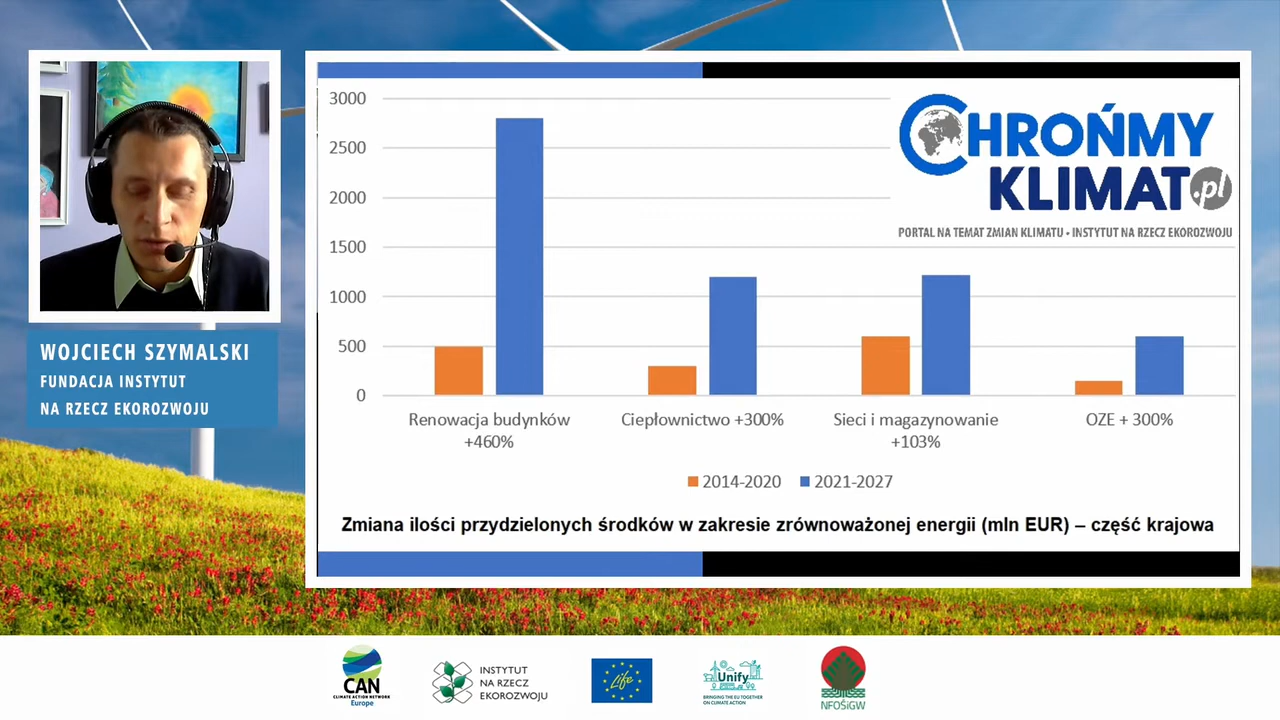 WOJCIECH SZYMALSKI
FUNDACJA INSTYTUT
NA RZECZ EKOROZWOJU
CHROŃMY
KLIMAT.pl
PORTAL NA TEMAT ZMIAN KLIMATU • INSTYTUT NA RZECZ EKOROZWOJU
3000
2500
2000
1500
1000
500
0
Renowacja budynków
+460%
Ciepłownictwo +300%
Sieci i magazynowanie
+103%
OZE + 300%
2014-2020
2021-2027
Zmiana ilości przydzielonych środków w zakresie zrównoważonej energii (mln EUR) – część krajowa
CAN
CLIMATE ACTION NETWORK
Europe
INSTYTUT
NA RZECZ
EKOROZWOJU
Life
Unify
BRINGING THE EU TOGETHER
ON CLIMATE ACTION
NFOŚiGW